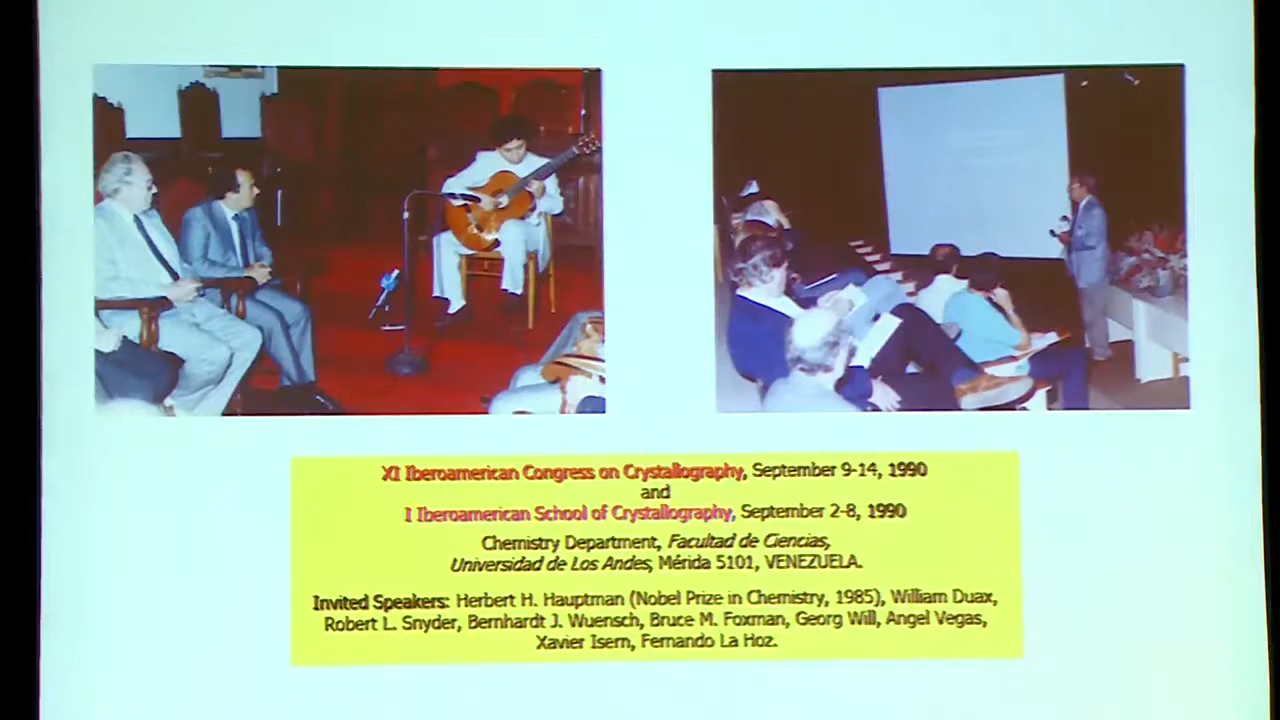 XI Iberoamerican Congress on Crystallography, September 9-14, 1990
and
I Iberoamerican School of Crystallography, September 2-8, 1990
Chemistry Department, Facultad de Ciencias,
Universidad de Los Andes, Mérida 5101, VENEZUELA.
Invited Speakers: Herbert H. Hauptman (Nobel Prize in Chemistry, 1985), William Duax,
Robert L. Snyder, Bernhardt J. Wuensch, Bruce M. Foxman, Georg Will, Angel Vegas,
Xavier Isern, Fernando La Hoz.